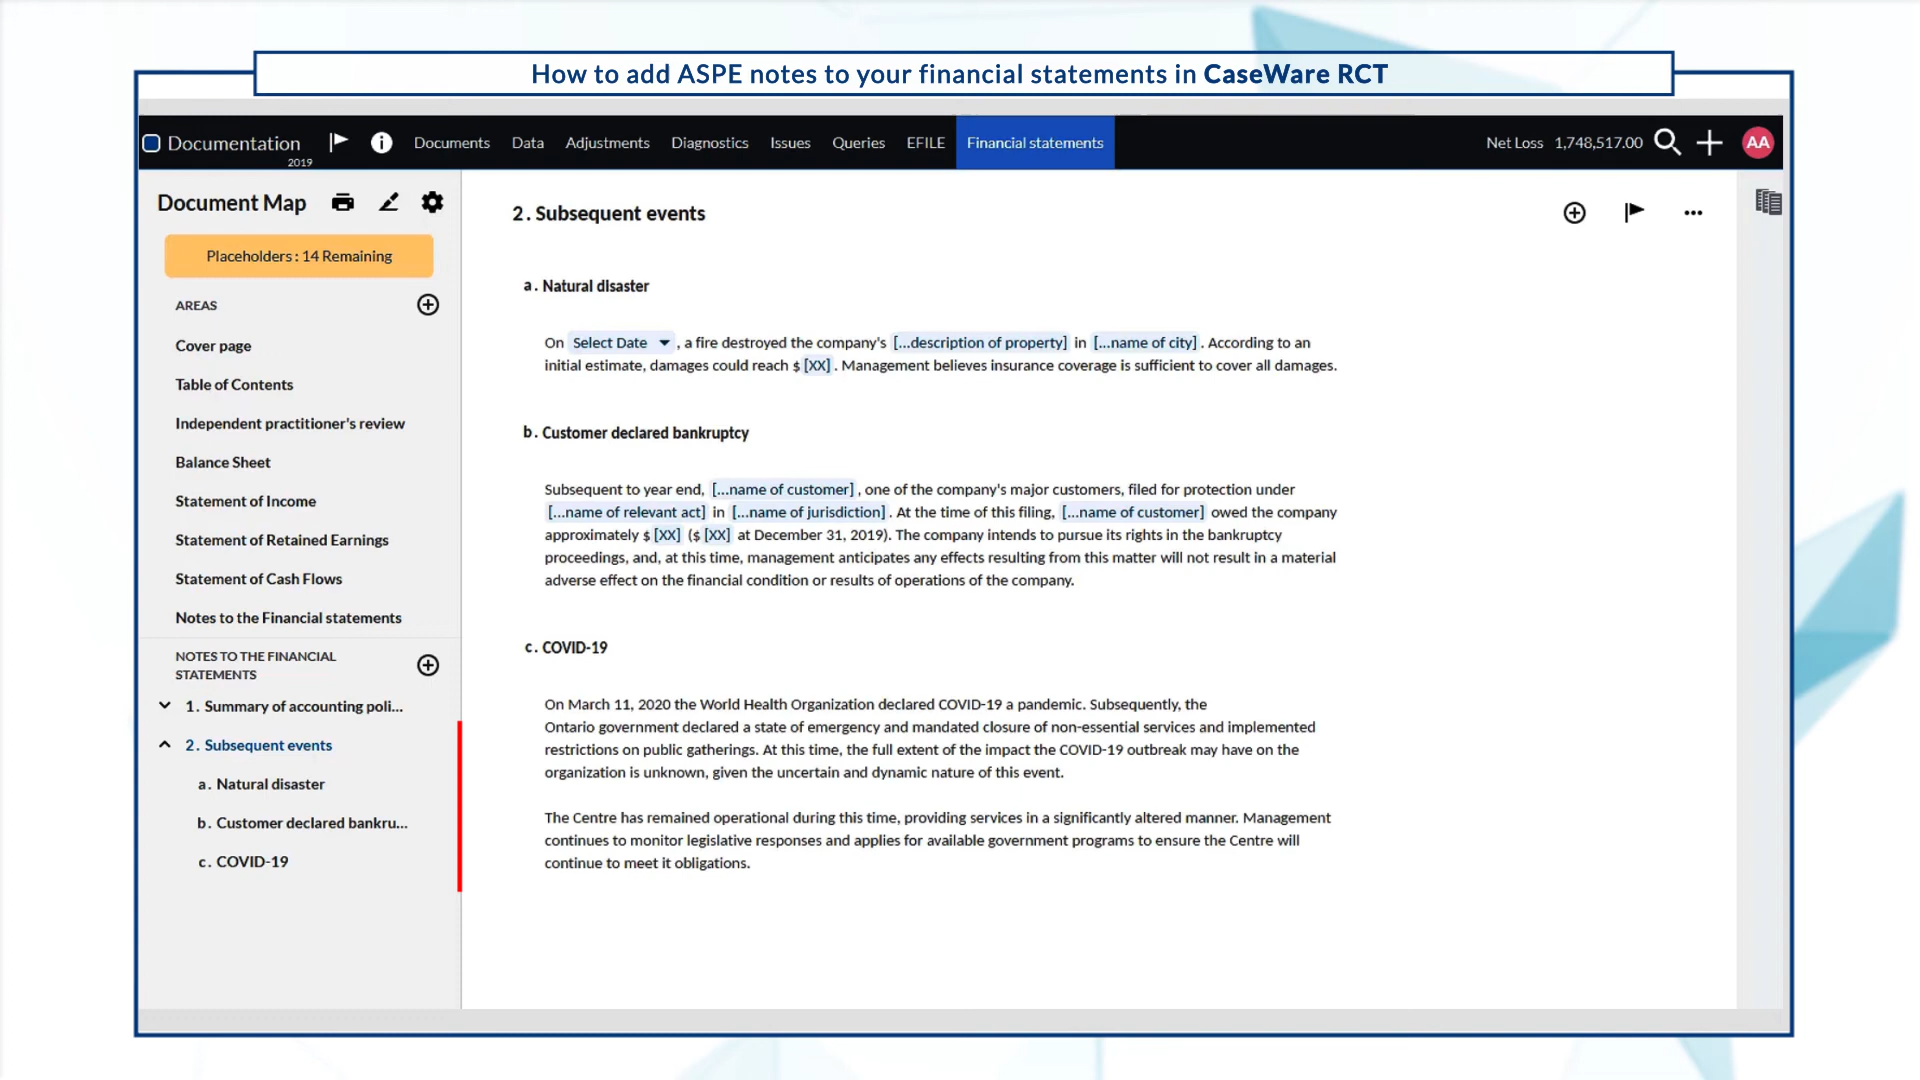 How to add ASPE notes to your financial statements in CaseWare RCT
Documentation
2019
Documents Data Adjustments Diagnostics Issues Queries EFILE Financial statements Net Loss 1,748,517.00 AA
Document Map
Placeholders : 14 Remaining
AREAS
Cover page
Table of Contents
Independent practitioner's review
Balance Sheet
Statement of Income
Statement of Retained Earnings
Statement of Cash Flows
Notes to the Financial statements
NOTES TO THE FINANCIAL
STATEMENTS
1. Summary of accounting poli...
2. Subsequent events
a. Natural disaster
b. Customer declared bankru...
c. COVID-19
2. Subsequent events
a. Natural disaster
On Select Date , a fire destroyed the company's [...description of property] in [...name of city] . According to an
initial estimate, damages could reach $ [XX] . Management believes insurance coverage is sufficient to cover all damages.
b. Customer declared bankruptcy
Subsequent to year end, [...name of customer] , one of the company's major customers, filed for protection under
[...name of relevant act] in [...name of jurisdiction] . At the time of this filing, [...name of customer] owed the company
approximately $ [XX] ($ [XX] at December 31, 2019). The company intends to pursue its rights in the bankruptcy
proceedings, and, at this time, management anticipates any effects resulting from this matter will not result in a material
adverse effect on the financial condition or results of operations of the company.
c. COVID-19
On March 11, 2020 the World Health Organization declared COVID-19 a pandemic. Subsequently, the
Ontario government declared a state of emergency and mandated closure of non-essential services and implemented
restrictions on public gatherings. At this time, the full extent of the impact the COVID-19 outbreak may have on the
organization is unknown, given the uncertain and dynamic nature of this event.
The Centre has remained operational during this time, providing services in a significantly altered manner. Management
continues to monitor legislative responses and applies for available government programs to ensure the Centre will
continue to meet it obligations.